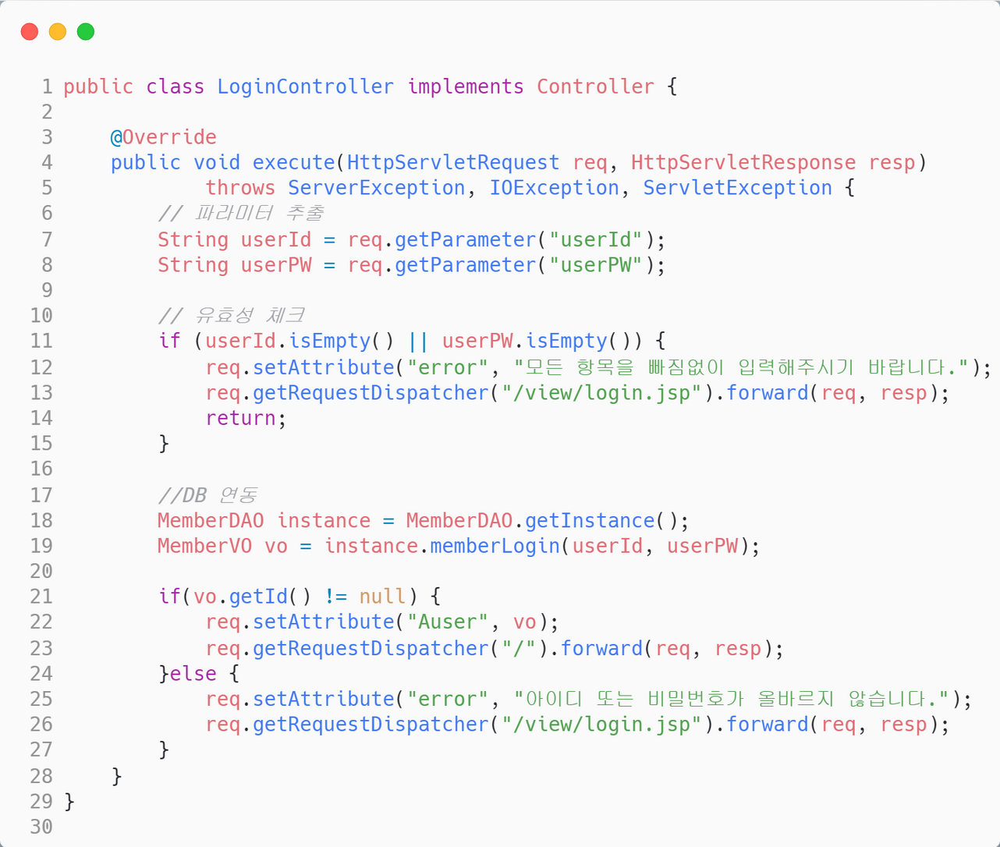 1 public class LoginController implements Controller {
2
3     @Override
4     public void execute(HttpServletRequest req, HttpServletResponse resp)
5             throws ServerException, IOException, ServletException {
6         // 파라미터 추출
7         String userId = req.getParameter("userId");
8         String userPW = req.getParameter("userPW");
9
10         // 유효성 체크
11         if (userId.isEmpty() || userPW.isEmpty()) {
12             req.setAttribute("error", "모든 항목을 빠짐없이 입력해주시기 바랍니다.");
13             req.getRequestDispatcher("/view/login.jsp").forward(req, resp);
14             return;
15         }
16
17         //DB 연동
18         MemberDAO instance = MemberDAO.getInstance();
19         MemberVO vo = instance.memberLogin(userId, userPW);
20
21         if(vo.getId() != null) {
22             req.setAttribute("Auser", vo);
23             req.getRequestDispatcher("/").forward(req, resp);
24         }else {
25             req.setAttribute("error", "아이디 또는 비밀번호가 올바르지 않습니다.");
26             req.getRequestDispatcher("/view/login.jsp").forward(req, resp);
27         }
28     }
29 }
30